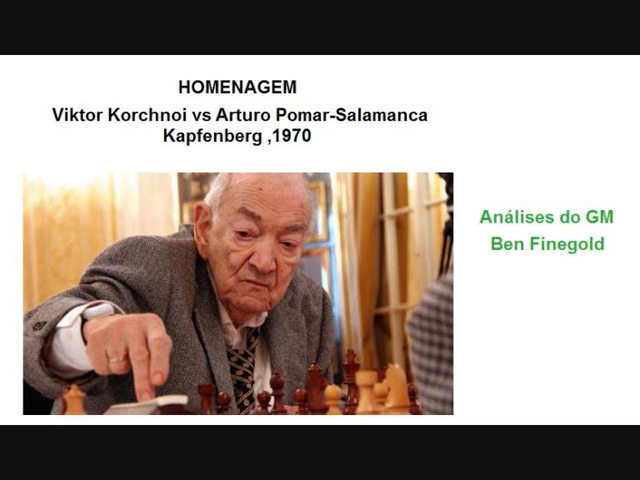 HOMENAGEM
Viktor Korchnoi vs Arturo Pomar-Salamanca
Kapfenberg ,1970
Análises do GM
Ben Finegold